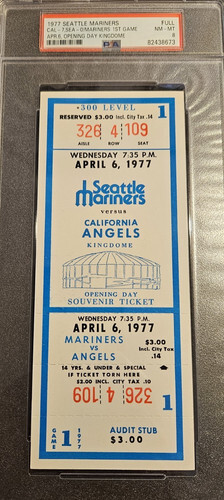 1977 SEATTLE MARINERS FULL
CAL - 7,SEA - 0:MARINERS 1ST GAME NM - MT
APR.6, OPENING DAY KINGDOME 8
PSA 62436673
300 LEVEL
1
RESERVED $3.00 Incl. City Tax .14
326 4 109
AISLE ROW SEAT
WEDNESDAY 7:35 P.M.
APRIL 6, 1977
Seattle
Mariners
versus
CALIFORNIA
ANGELS
KINGDOME
OPENING DAY
SOUVENIR TICKET
WEDNESDAY 7:35 P.M.
APRIL 6, 1977
MARINERS $3.00
VS Incl. City Tax
ANGELS .14
14 YRS. & UNDER & SPECIAL
IF TICKET TORN HERE
$3.00 INCL. CITY TAX .10
326 4 109
GAME 1 1977
AUDIT STUB
$3.00
1